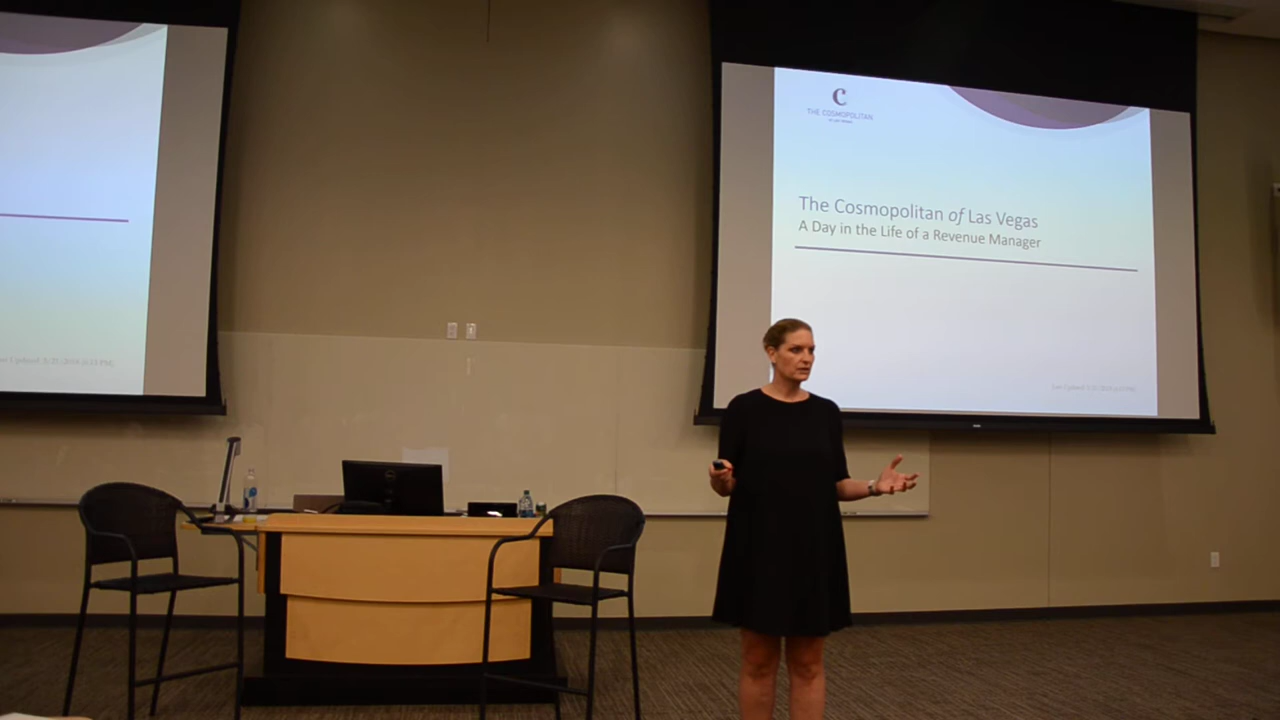 C
THE COSMOPOLITAN
The Cosmopolitan of Las Vegas
A Day in the Life of a Revenue Manager